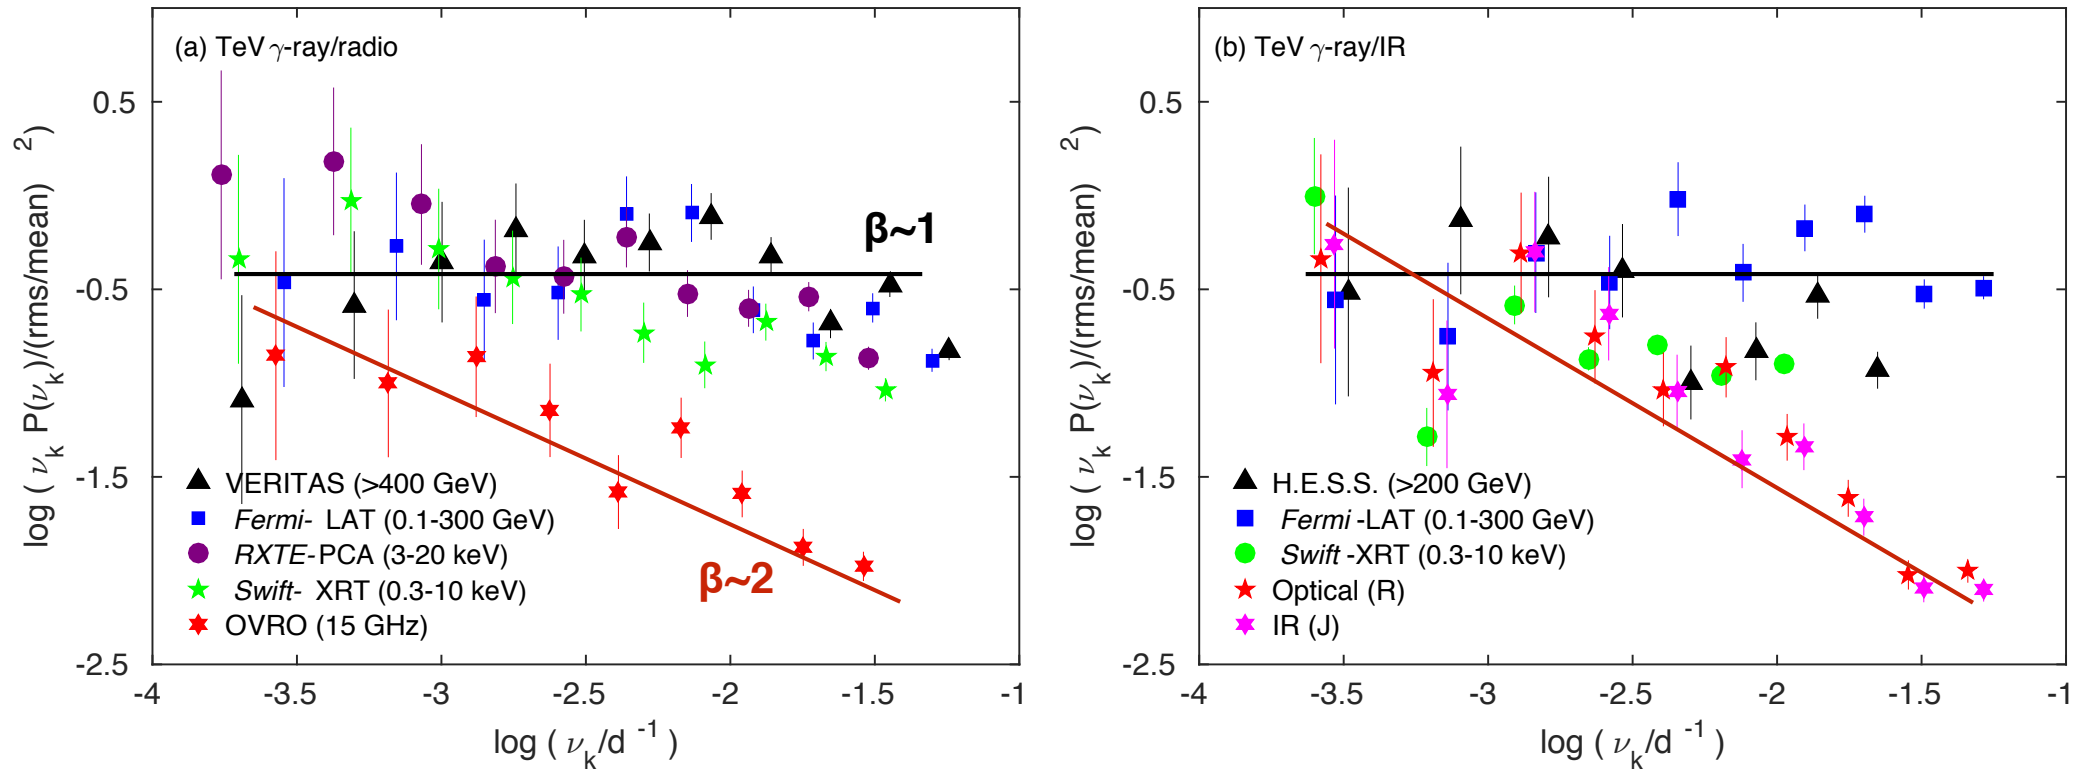 (a) TeV γ-ray/radio
0.5
-0.5
-1.5
-2.5
log ( ν_k P(ν_k)/(rms/mean) ^2)
β~1
β~2
VERITAS (>400 GeV)
Fermi- LAT (0.1-300 GeV)
RXTE-PCA (3-20 keV)
Swift- XRT (0.3-10 keV)
OVRO (15 GHz)
-4 -3.5 -3 -2.5 -2 -1.5 -1
log ( ν_k/d ^-1)
(b) TeV γ-ray/IR
0.5
-0.5
-1.5
-2.5
log ( ν_k P(ν_k)/(rms/mean) ^2)
H.E.S.S. (>200 GeV)
Fermi -LAT (0.1-300 GeV)
Swift -XRT (0.3-10 keV)
Optical (R)
IR (J)
-4 -3.5 -3 -2.5 -2 -1.5 -1
log ( ν_k/d ^-1)